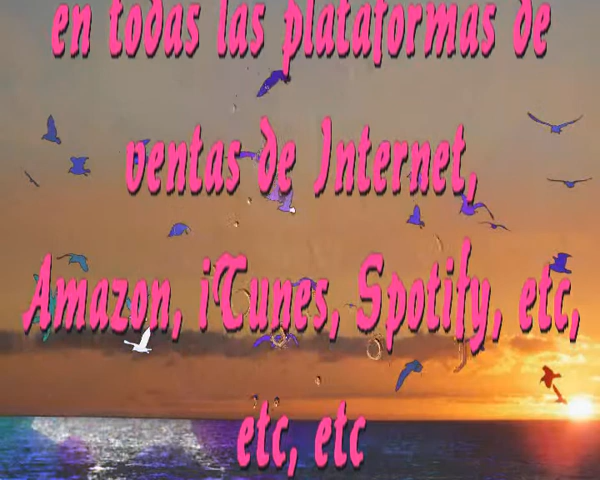 en todas las plataformas de
ventas de Internet,
Amazon, iTunes, Spotify, etc,
etc, etc